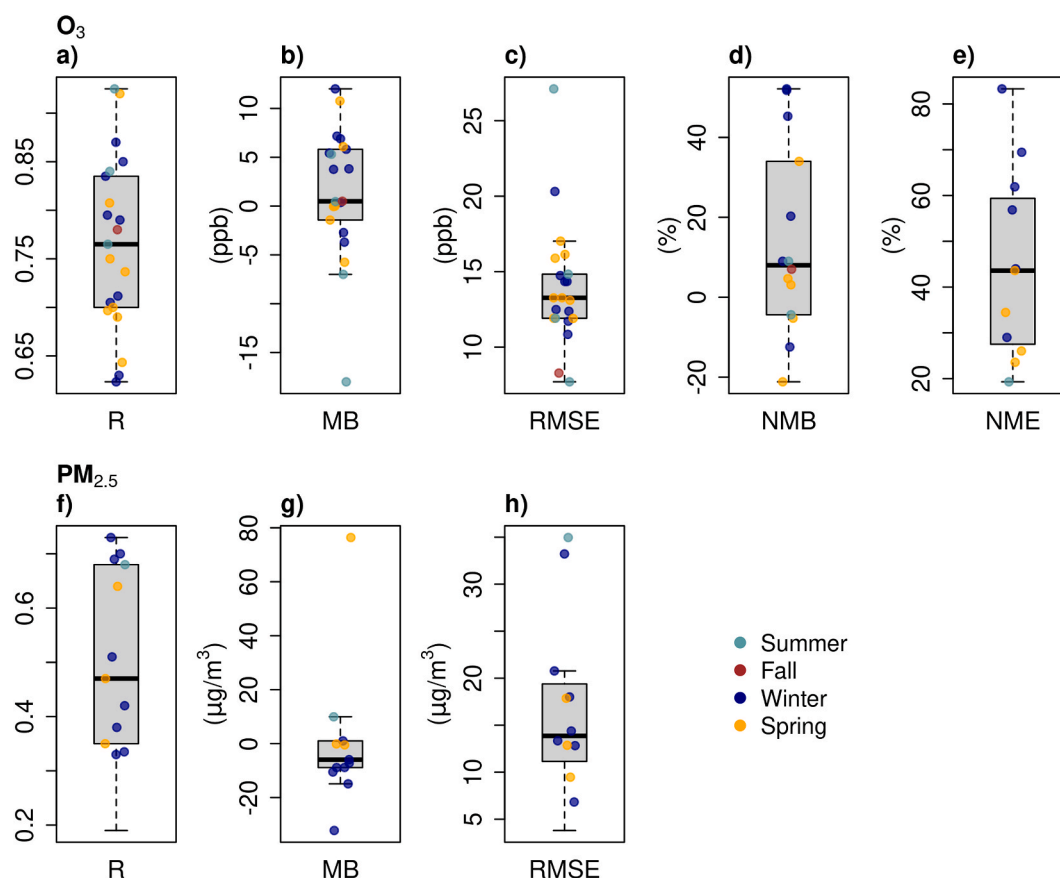 O₃
a) b) c) d) e)
0.85
0.75
0.65
R
(ppb)
10
5
0
-5
-15
MB
(ppb)
25
20
15
10
RMSE
(%)
40
20
0
-20
NMB
(%)
80
60
40
20
NME
PM₂.₅
f) g) h)
0.6
0.4
0.2
R
(µg/m³)
80
60
40
20
0
-20
MB
(µg/m³)
30
20
10
5
RMSE
Summer
Fall
Winter
Spring